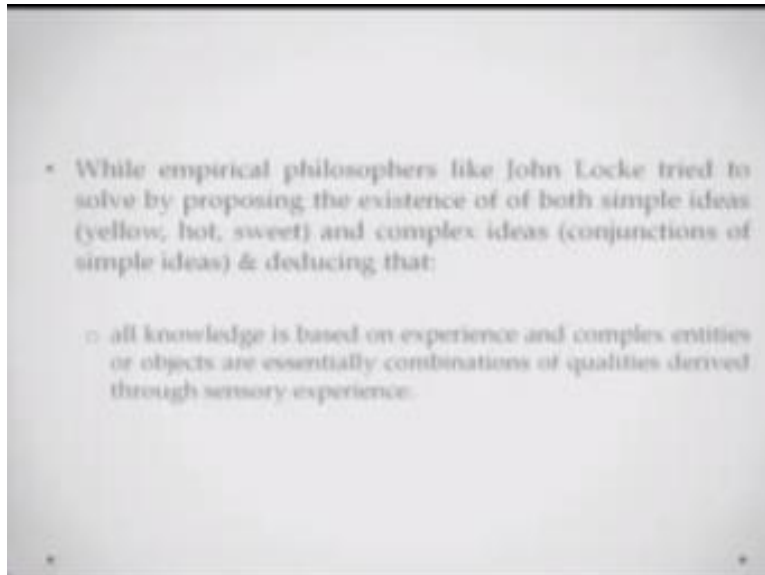 • While empirical philosophers like John Locke tried to
solve by proposing the existence of of both simple ideas
(yellow, hot, sweet) and complex ideas (conjunctions of
simple ideas) & deducing that:
○ all knowledge is based on experience and complex entities
or objects are essentially combinations of qualities derived
through sensory experience.